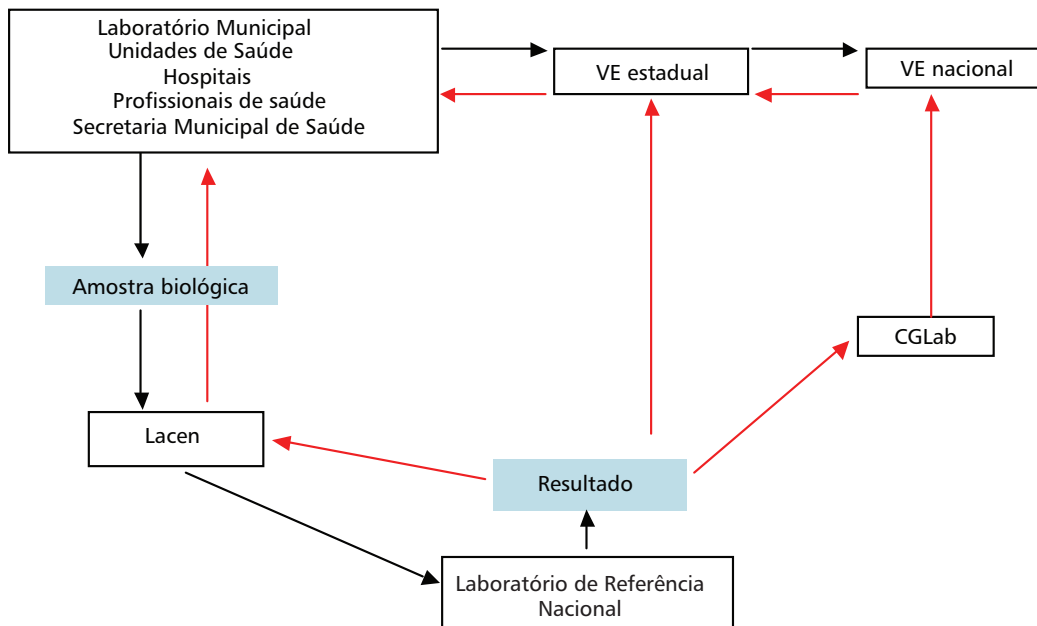 Laboratório Municipal
Unidades de Saúde
Hospitais
Profissionais de saúde
Secretaria Municipal de Saúde
VE estadual
VE nacional
Amostra biológica
CGLab
Lacen
Resultado
Laboratório de Referência
Nacional